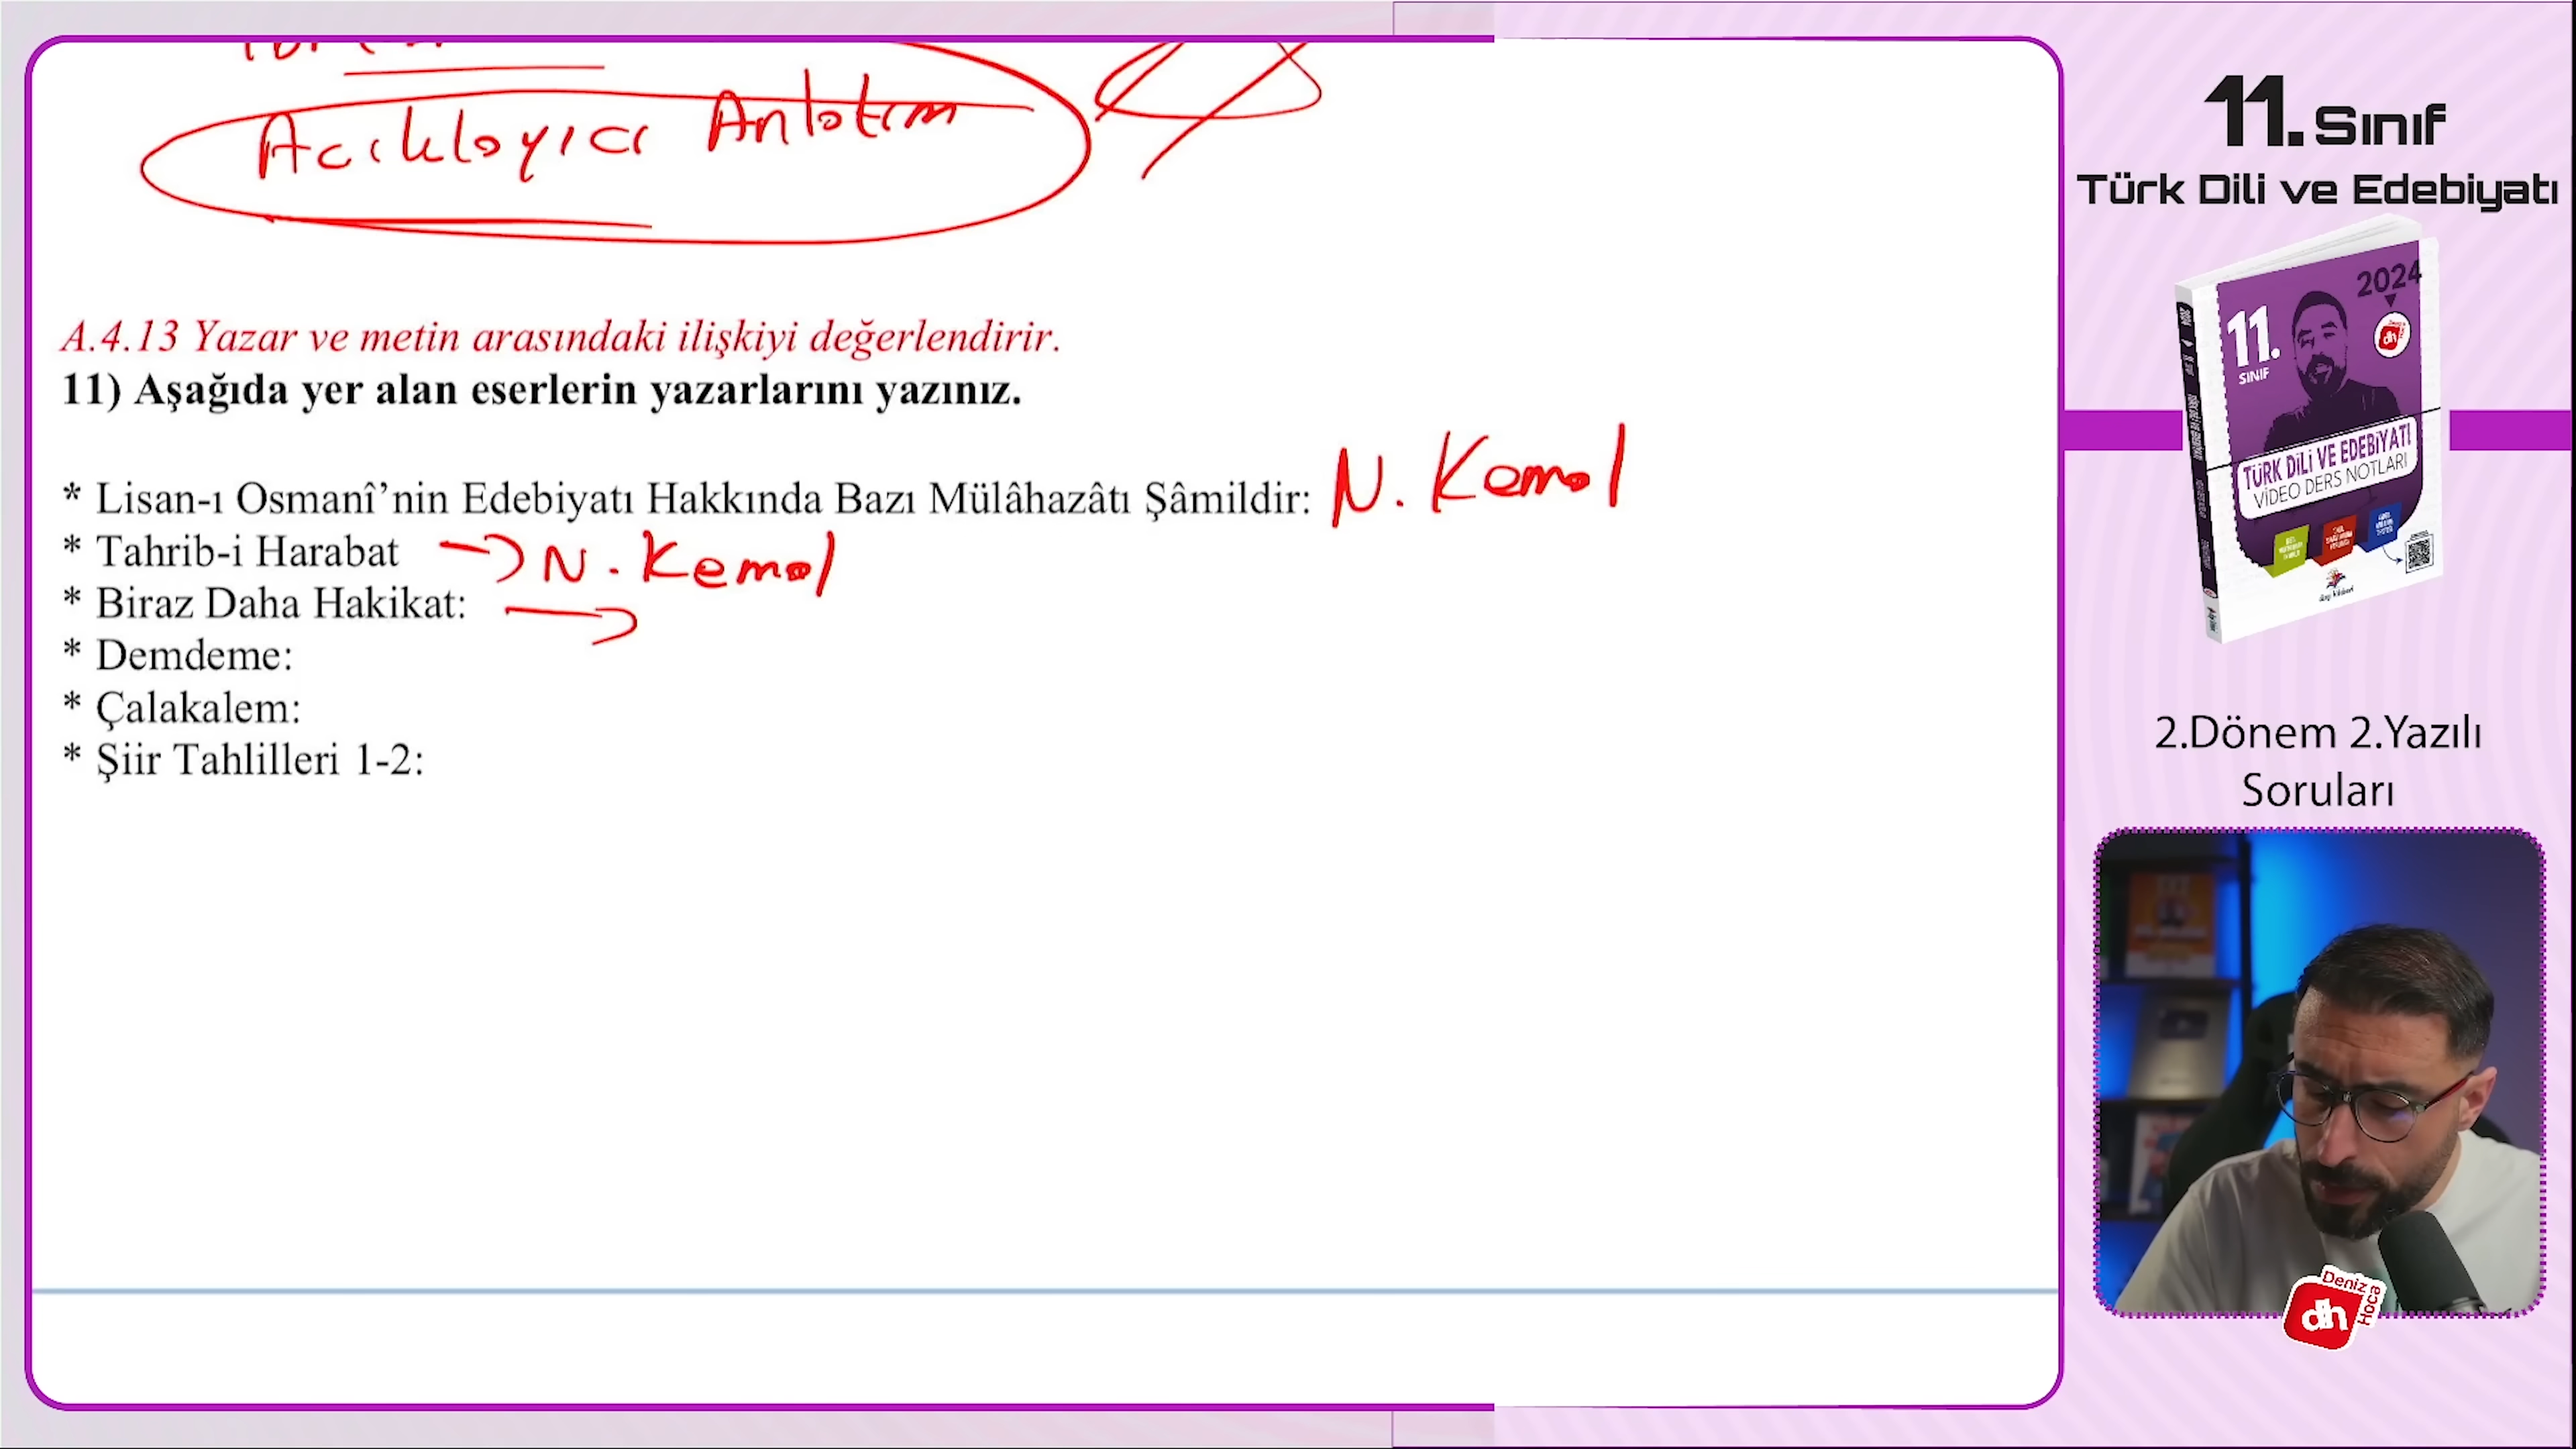 Acıklayıcı Anlatım
A.4.13 Yazar ve metin arasındaki ilişkiyi değerlendirir.
11) Aşağıda yer alan eserlerin yazarlarını yazınız.
* Lisan-ı Osmanî’nin Edebiyatı Hakkında Bazı Mülâhazâtı Şâmildir: N. Kemal
* Tahrib-i Harabat → N. Kemal
* Biraz Daha Hakikat: →
* Demdeme:
* Çalakalem:
* Şiir Tahlilleri 1-2:
11. Sınıf
Türk Dili ve Edebiyatı
2024
11.
SINIF
TÜRK DİLİ VE EDEBİYATI
VİDEO DERS NOTLARI
2.Dönem 2.Yazılı
Soruları
Deniz
Hoca
dh